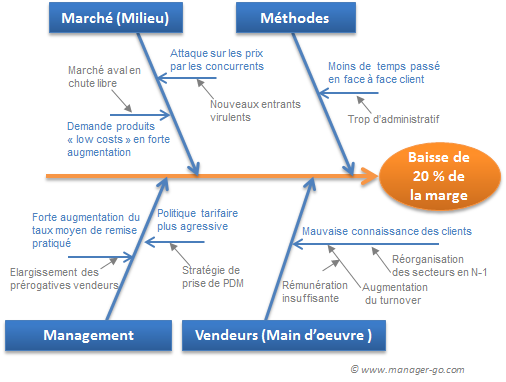 Marché (Milieu)
Méthodes
Attaque sur les prix
par les concurrents
Marché aval en
chute libre
Moins de temps passé
en face à face client
Nouveaux entrants
virulents
Trop d'administratif
Demande produits
« low costs » en forte
augmentation
Baisse de
20 % de
la marge
Forte augmentation du
taux moyen de remise
pratiqué
Politique tarifaire
plus agressive
Mauvaise connaissance des clients
Elargissement des
prérogatives vendeurs
Stratégie de
prise de PDM
Réorganisation
des secteurs en N-1
Rémunération
insuffisante
Augmentation
du turnover
Management
Vendeurs (Main d'oeuvre )
© www.manager-go.com